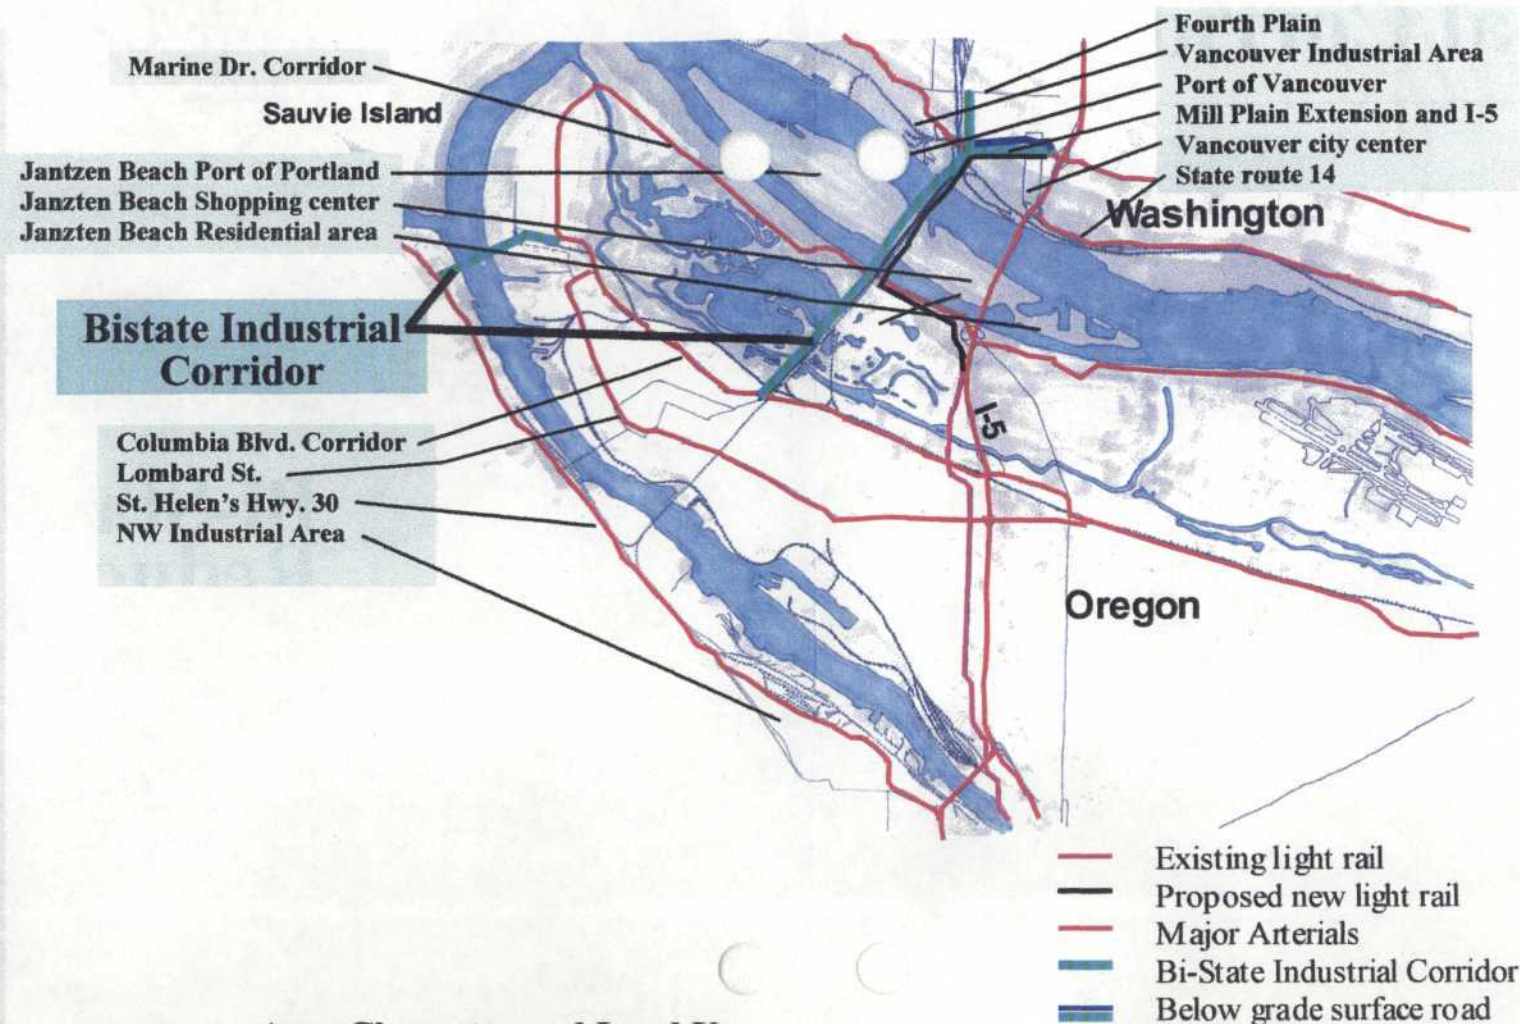 Fourth Plain
Vancouver Industrial Area
Port of Vancouver
Mill Plain Extension and I-5
Vancouver city center
State route 14
Marine Dr. Corridor
Sauvie Island
Jantzen Beach Port of Portland
Janzten Beach Shopping center
Janzten Beach Residential area
Washington
Bistate Industrial
Corridor
I-5
Columbia Blvd. Corridor
Lombard St.
St. Helen's Hwy. 30
NW Industrial Area
Oregon
Existing light rail
Proposed new light rail
Major Arterials
Bi-State Industrial Corridor
Below grade surface road